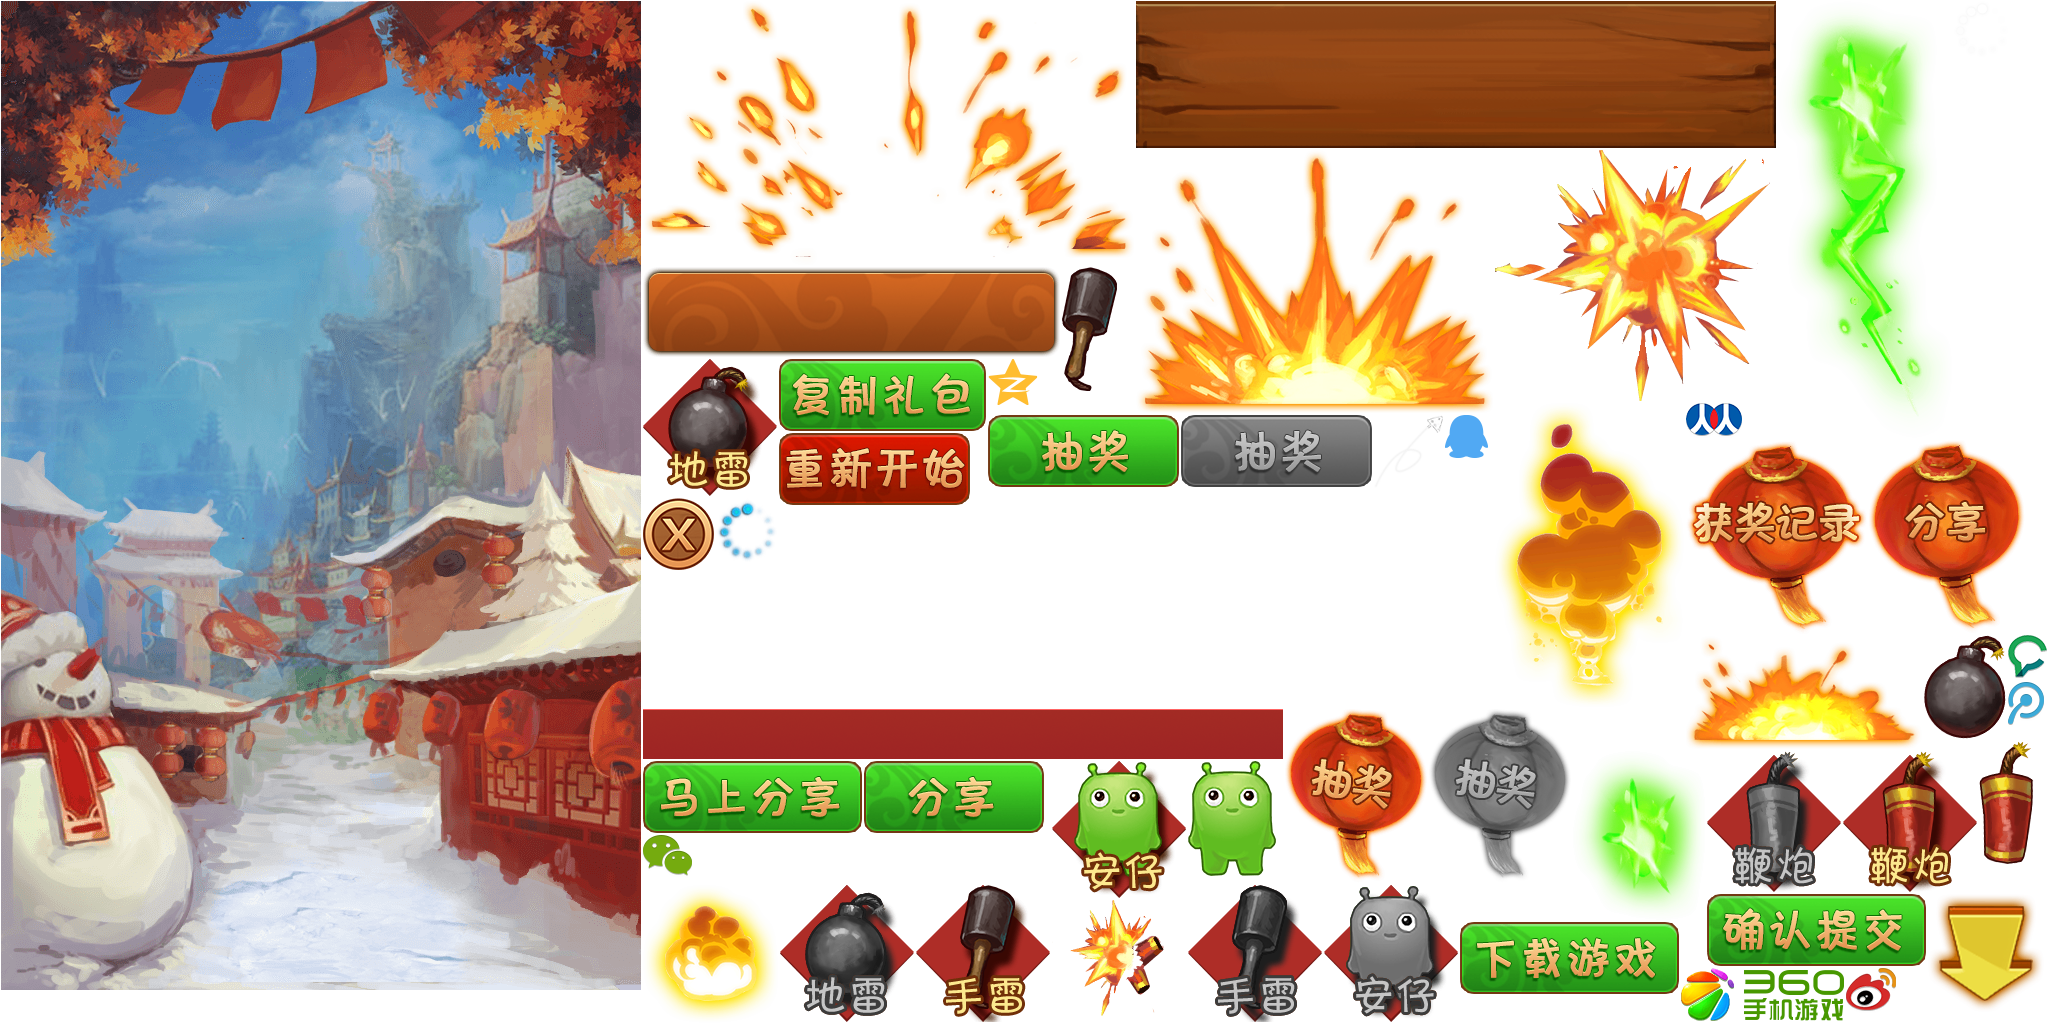 复制礼包
地雷
重新开始
抽奖
抽奖
X
获奖记录
分享
马上分享
分享
安仔
抽奖
抽奖
鞭炮
鞭炮
地雷
手雷
手雷
安仔
下载游戏
确认提交
360
手机游戏